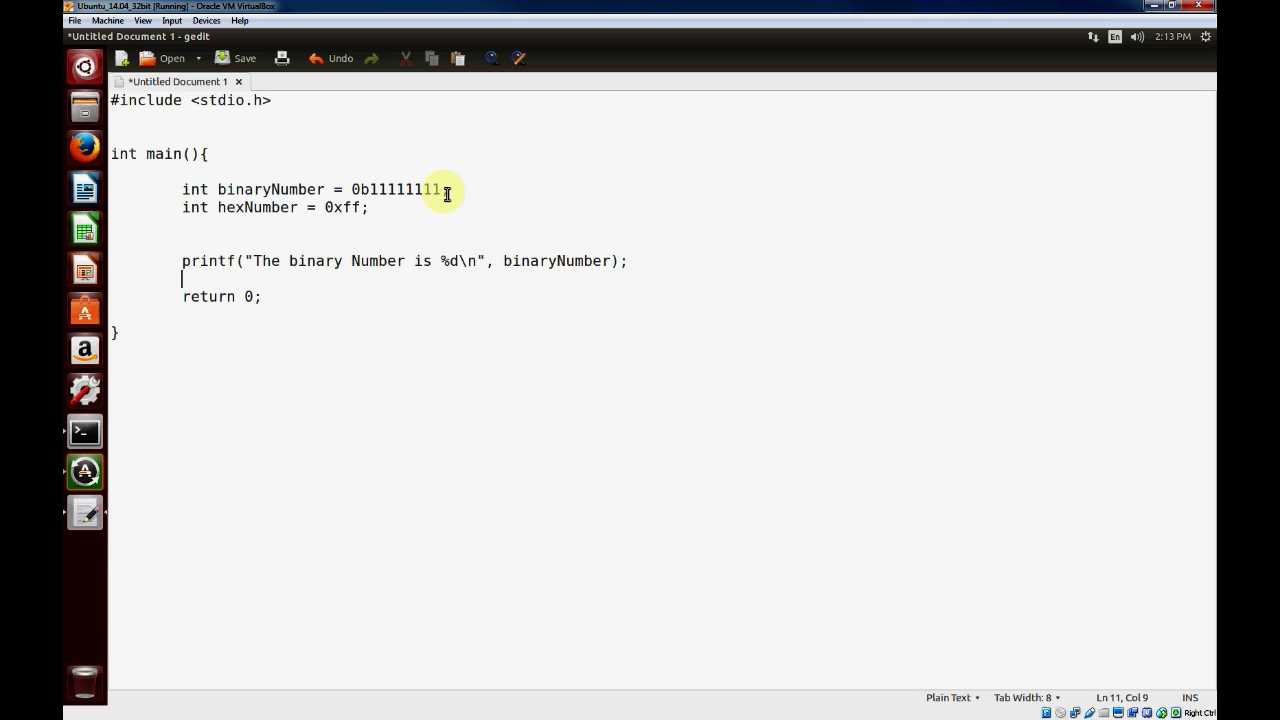 Ubuntu_14.04_32bit [Running] - Oracle VM VirtualBox
File Machine View Input Devices Help
*Untitled Document 1 - gedit
En 2:13 PM
Open Save Undo
*Untitled Document 1 ×
#include <stdio.h>
int main(){
int binaryNumber = 0b11111111
int hexNumber = 0xff;
printf("The binary Number is %d\n", binaryNumber);
return 0;
}
Plain Text Tab Width: 8 Ln 11, Col 9 INS
Right Ctrl